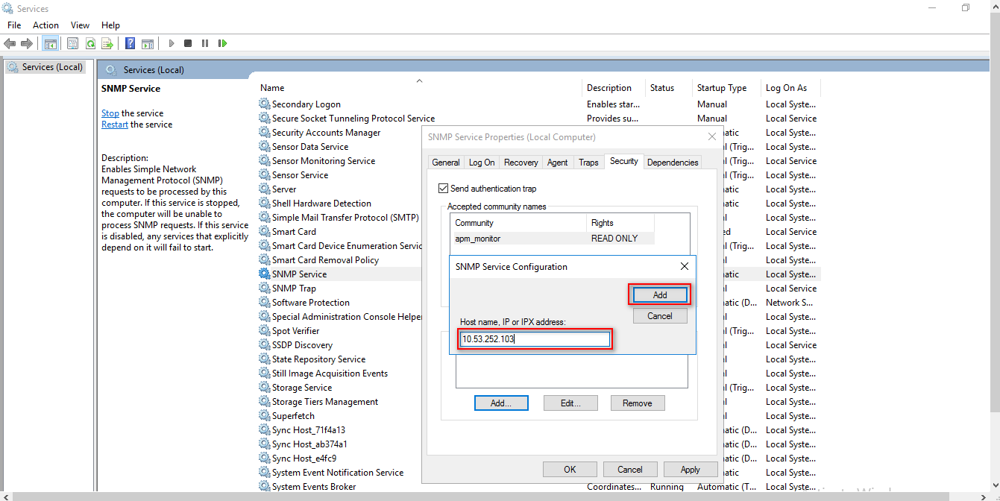 Services
File Action View Help
Services (Local)
Services (Local)
SNMP Service
Stop the service
Restart the service
Description:
Enables Simple Network
Management Protocol (SNMP)
requests to be processed by this
computer. If this service is stopped,
the computer will be unable to
process SNMP requests. If this service
is disabled, any services that explicitly
depend on it will fail to start.
Name Description Status Startup Type Log On As
Secondary Logon Enables star... Manual Local Syste...
Secure Socket Tunneling Protocol Service Provides su... Manual Local Service
Security Accounts Manager atic Local Syste...
Sensor Data Service l (Trig... Local Syste...
Sensor Monitoring Service l (Trig... Local Service
Sensor Service l (Trig... Local Syste...
Server atic Local Syste...
Shell Hardware Detection atic Local Syste...
Simple Mail Transfer Protocol (SMTP) l Local Syste...
Smart Card ed Local Service
Smart Card Device Enumeration Servic l (Trig... Local Syste...
Smart Card Removal Policy l Local Syste...
SNMP Service atic Local Syste...
SNMP Trap l Local Service
Software Protection atic (D... Network S...
Special Administration Console Helper l Local Syste...
Spot Verifier l (Trig... Local Syste...
SSDP Discovery l Local Service
State Repository Service l Local Syste...
Still Image Acquisition Events l Local Syste...
Storage Service l (Trig... Local Syste...
Storage Tiers Management l Local Syste...
Superfetch l Local Syste...
Sync Host_71f4a13 atic (D... Local Syste...
Sync Host_ab374a1 atic (D... Local Syste...
Sync Host_e4fc9 atic (D... Local Syste...
System Event Notification Service atic Local Syste...
System Events Broker Coordinates... Running Automatic (T... Local Syste...
SNMP Service Properties (Local Computer)
General Log On Recovery Agent Traps Security Dependencies
Send authentication trap
Accepted community names
Community Rights
apm_monitor READ ONLY
SNMP Service Configuration
Add
Cancel
Host name, IP or IPX address:
10.53.252.103
Add... Edit... Remove
OK Cancel Apply